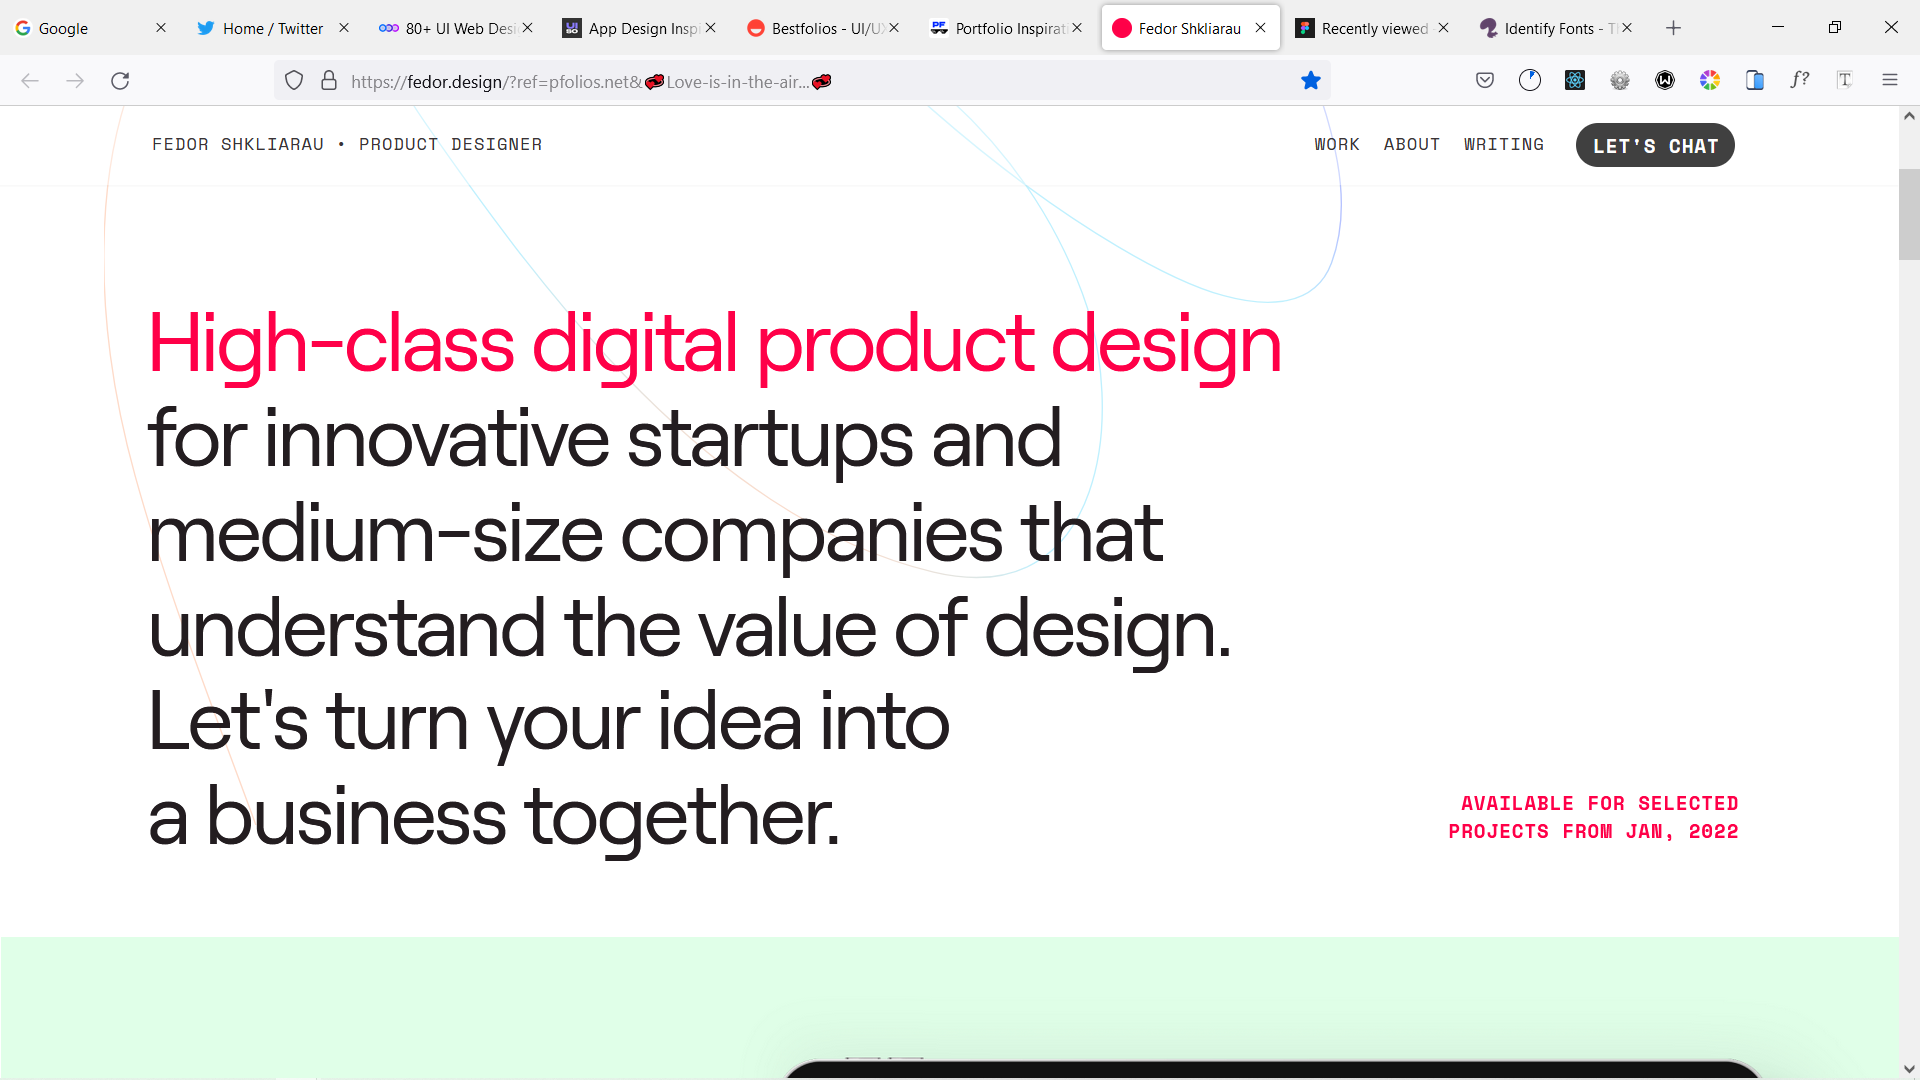 Google
Home / Twitter
80+ UI Web Desi
App Design Insp
Bestfolios - UI/UX
Portfolio Inspirat
Fedor Shkliarau
Recently viewed
Identify Fonts - T
https://fedor.design/?ref=pfolios.net&💋Love-is-in-the-air...💋
FEDOR SHKLIARAU • PRODUCT DESIGNER
WORK
ABOUT
WRITING
LET'S CHAT
High-class digital product design
for innovative startups and
medium-size companies that
understand the value of design.
Let's turn your idea into
a business together.
AVAILABLE FOR SELECTED
PROJECTS FROM JAN, 2022